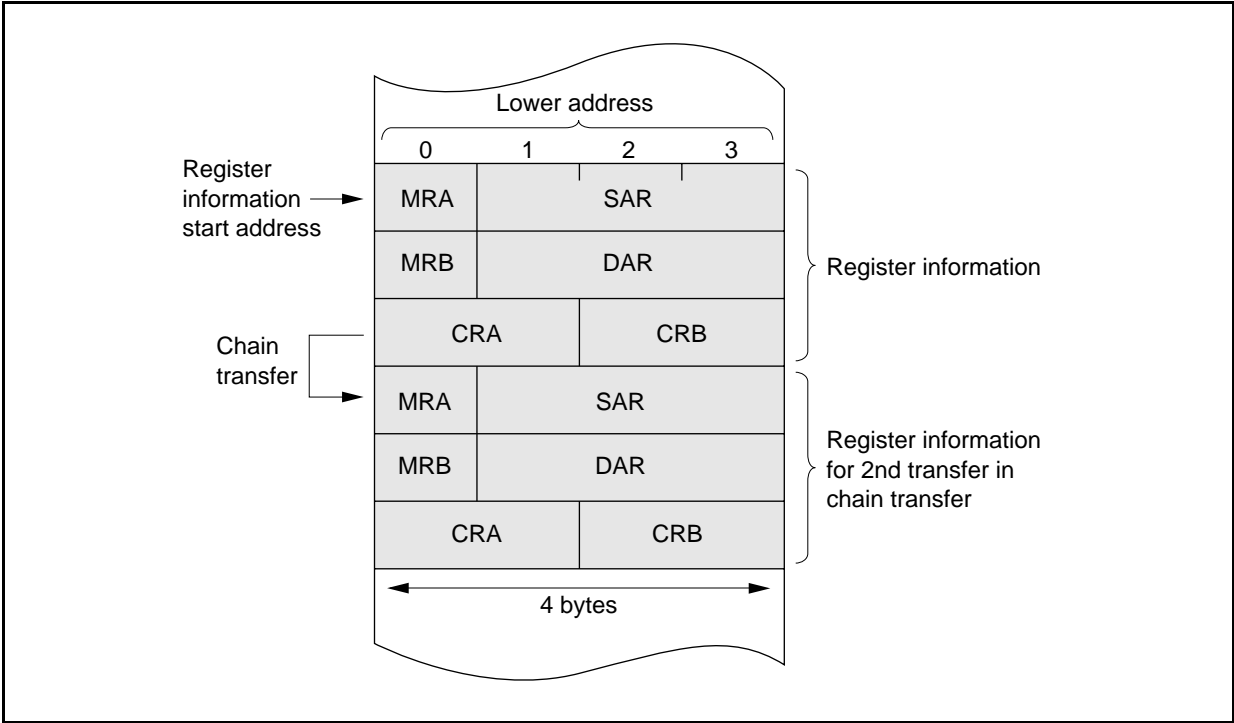 Lower address
0 1 2 3
Register
information
start address
MRA SAR
MRB DAR
Register information
CRA CRB
Chain
transfer
MRA SAR
MRB DAR
Register information
for 2nd transfer in
chain transfer
CRA CRB
4 bytes